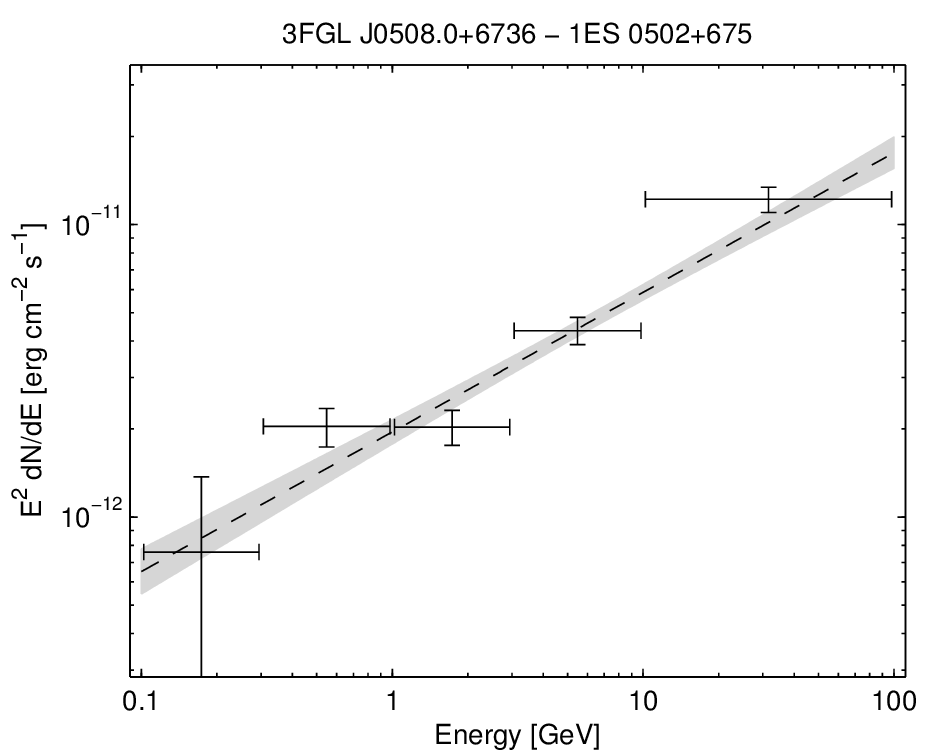 3FGL J0508.0+6736 − 1ES 0502+675
E² dN/dE [erg cm⁻² s⁻¹]
10⁻¹¹
10⁻¹²
0.1 1 10 100
Energy [GeV]